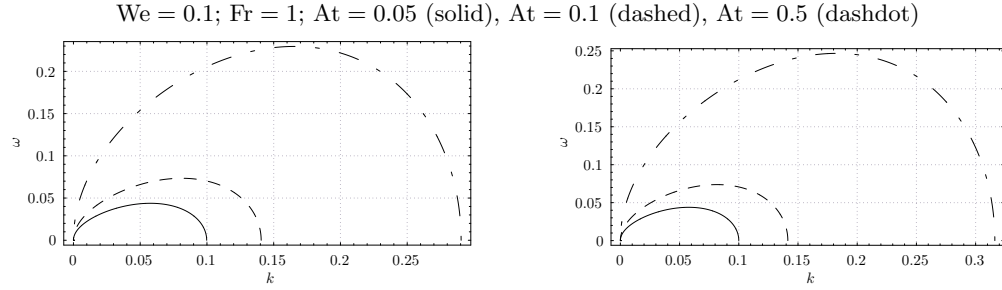 We = 0.1; Fr = 1; At = 0.05 (solid), At = 0.1 (dashed), At = 0.5 (dashdot)
0.2
0.15
0.1
0.05
0
ω
0 0.05 0.1 0.15 0.2 0.25
k
0.25
0.2
0.15
0.1
0.05
0
ω
0 0.05 0.1 0.15 0.2 0.25 0.3
k